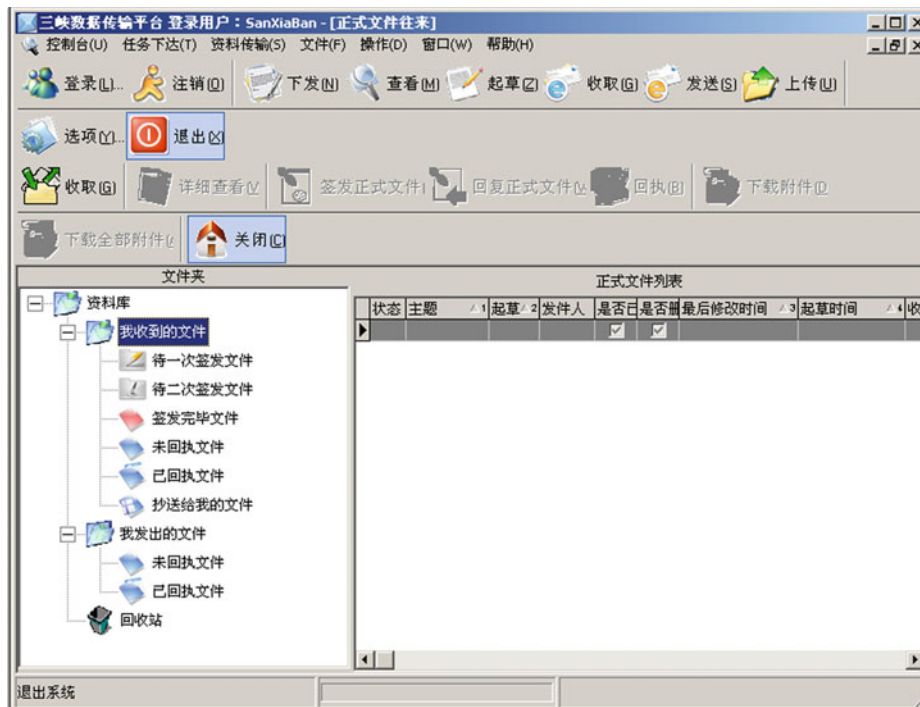 三峡数据传输平台 登录用户：SanXiaBan - [正式文件往来]
控制台(U) 任务下达(T) 资料传输(S) 文件(F) 操作(O) 窗口(W) 帮助(H)
登录(L)... 注销(O) 下发(N) 查看(M) 起草(Z) 收取(G) 发送(S) 上传(U)
选项(Y)... 退出(X)
收取(G) 详细查看(V) 签发正式文件( 回复正式文件( 回执(B) 下载附件(D
下载全部附件( 关闭(C)
文件夹 正式文件列表
状态 主题 1 起草 2 发件人 是否已 是否删 最后修改时间 3 起草时间 4 收
资料库
我收到的文件
待一次签发文件
待二次签发文件
签发完毕文件
未回执文件
已回执文件
抄送给我的文件
我发出的文件
未回执文件
已回执文件
回收站
退出系统